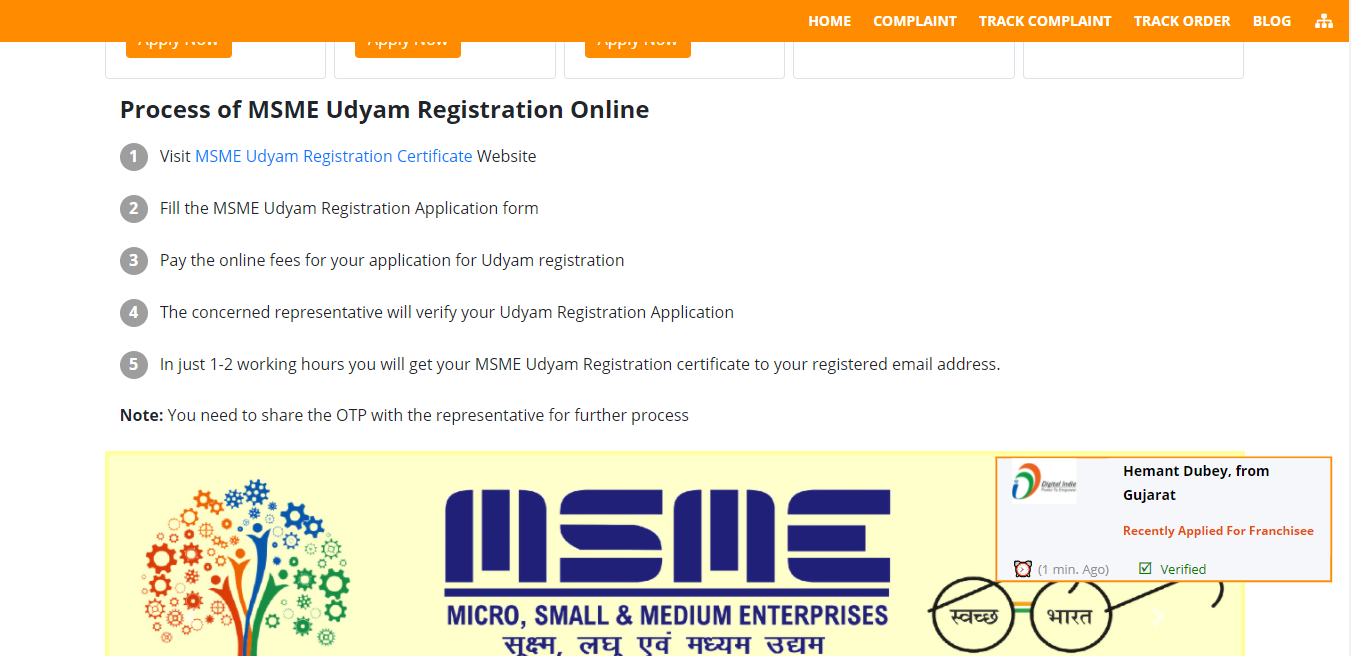 HOME COMPLAINT TRACK COMPLAINT TRACK ORDER BLOG
Apply Now Apply Now Apply Now
Process of MSME Udyam Registration Online
1 Visit MSME Udyam Registration Certificate Website
2 Fill the MSME Udyam Registration Application form
3 Pay the online fees for your application for Udyam registration
4 The concerned representative will verify your Udyam Registration Application
5 In just 1-2 working hours you will get your MSME Udyam Registration certificate to your registered email address.
Note: You need to share the OTP with the representative for further process
MSME
MICRO, SMALL & MEDIUM ENTERPRISES
सूक्ष्म, लघु एवं मध्यम उद्यम
स्वच्छ भारत
Digital India
Power To Empower
Hemant Dubey, from
Gujarat
Recently Applied For Franchisee
(1 min. Ago) Verified